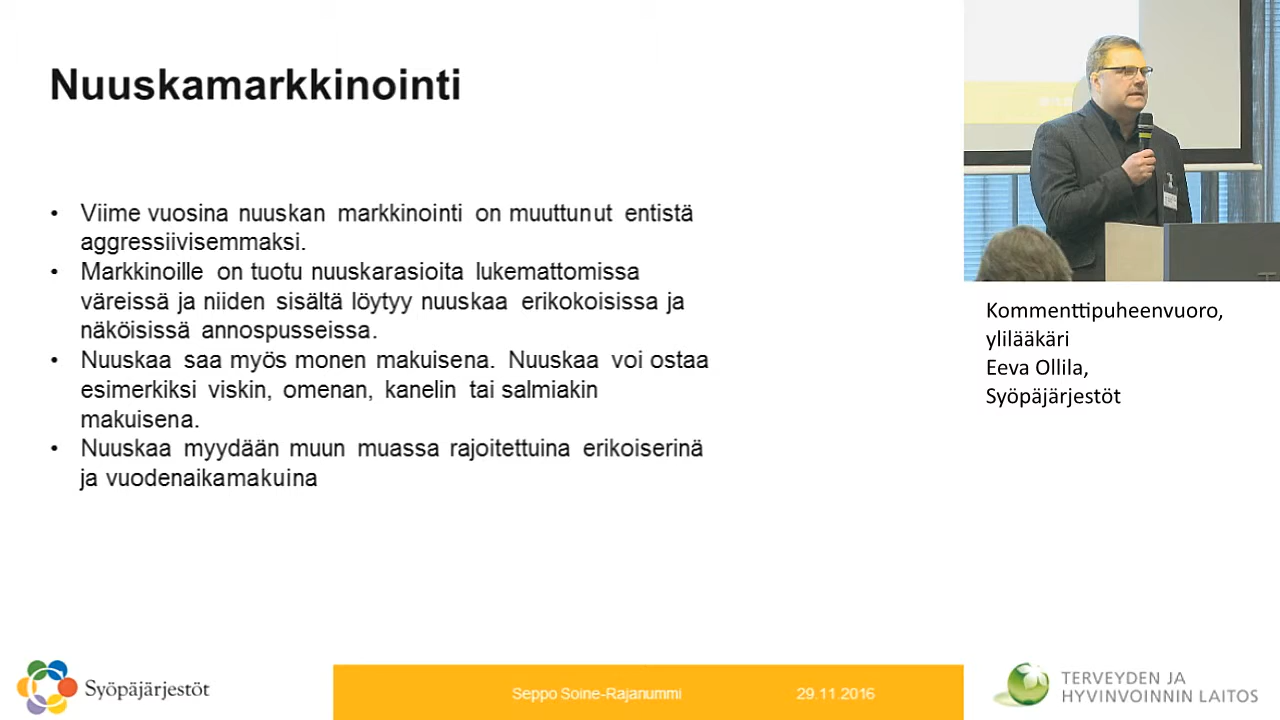 Nuuskamarkkinointi
• Viime vuosina nuuskan markkinointi on muuttunut entistä
aggressiivisemmaksi.
• Markkinoille on tuotu nuuskarasioita lukemattomissa
väreissä ja niiden sisältä löytyy nuuskaa erikokoisissa ja
näköisissä annospusseissa.
• Nuuskaa saa myös monen makuisena. Nuuskaa voi ostaa
esimerkiksi viskin, omenan, kanelin tai salmiakin
makuisena.
• Nuuskaa myydään muun muassa rajoitettuina erikoiserinä
ja vuodenaikamakuina
Kommenttipuheenvuoro,
ylilääkäri
Eeva Ollila,
Syöpäjärjestöt
Syöpäjärjestöt
Seppo Soine-Rajanummi 29.11.2016
TERVEYDEN JA
HYVINVOINNIN LAITOS